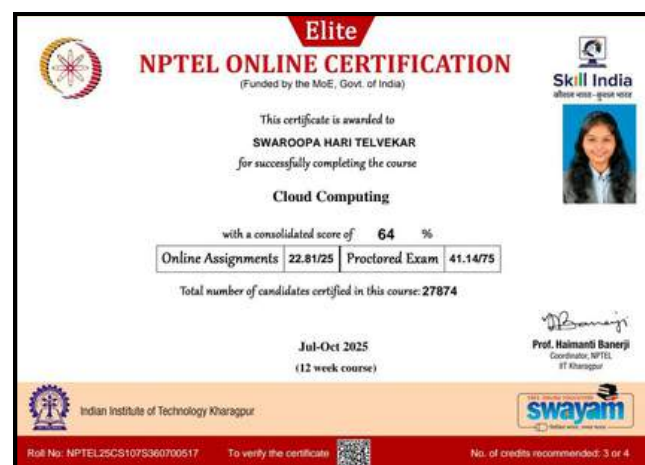 Elite
NPTEL ONLINE CERTIFICATION
(Funded by the MoE, Govt. of India)
Skill India
कौशल भारत-कुशल भारत
This certificate is awarded to
SWAROOPA HARI TELVEKAR
for successfully completing the course
Cloud Computing
with a consolidated score of 64 %
Online Assignments 22.81/25 Proctored Exam 41.14/75
Total number of candidates certified in this course: 27874
Jul-Oct 2025
(12 week course)
Prof. Haimanti Banerji
Coordinator, NPTEL
IIT Kharagpur
Indian Institute of Technology Kharagpur
swayam
Roll No: NPTEL25CS107S360700517 To verify the certificate No. of credits recommended: 3 or 4